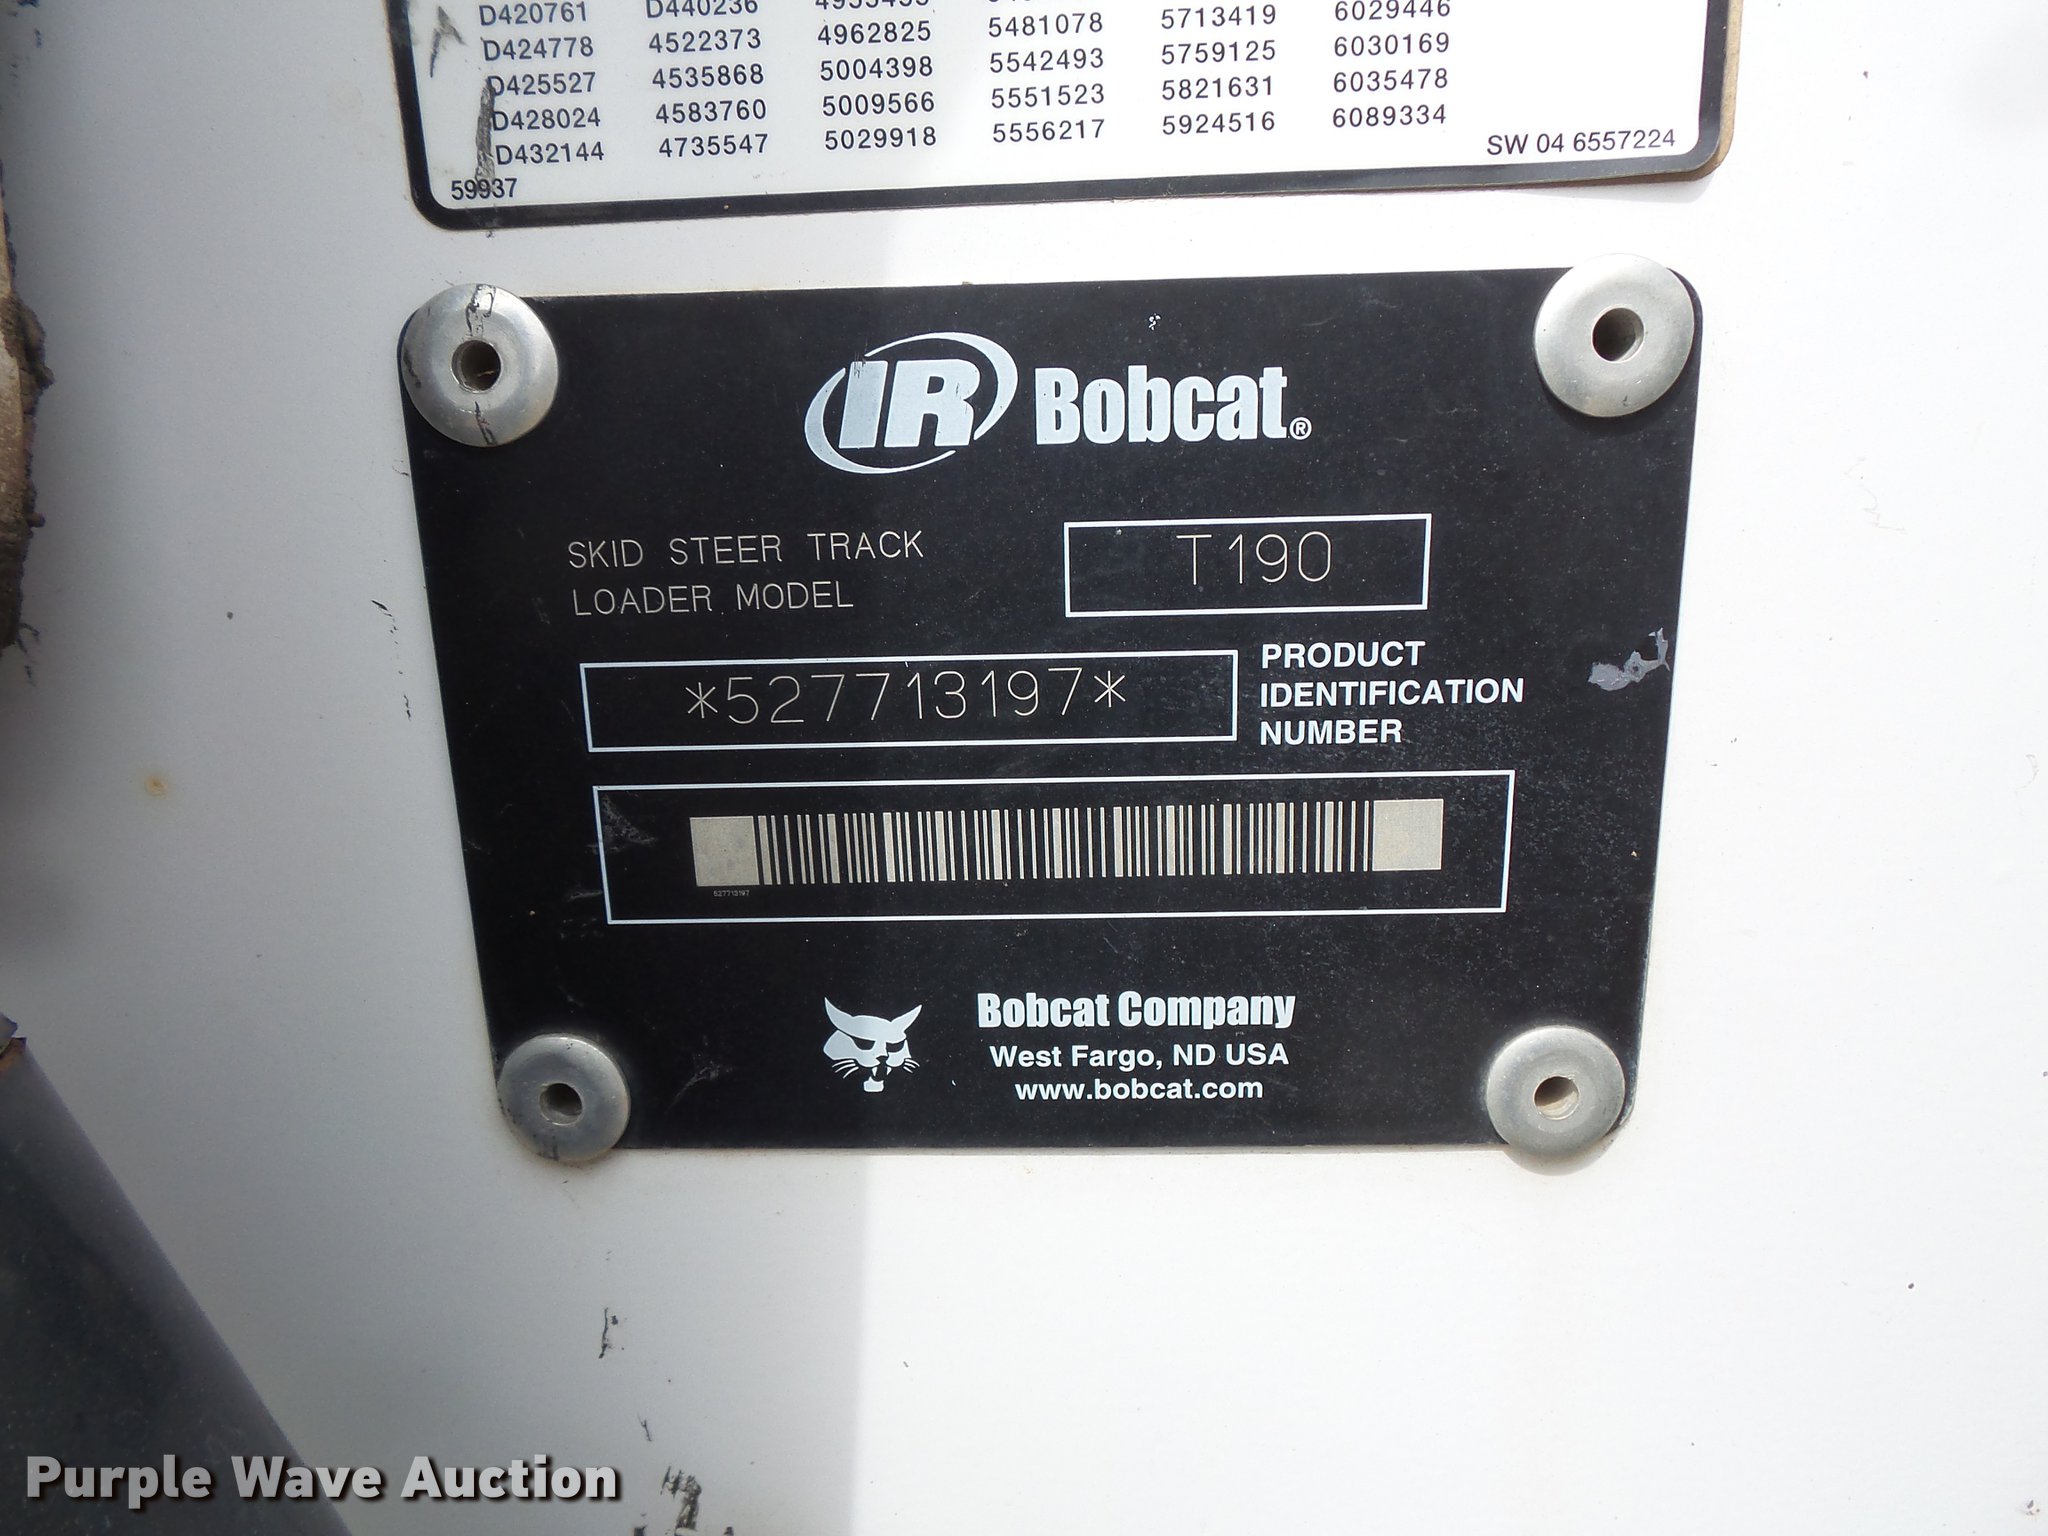 D420761 D440236
6029446
D424778 4522373 4962825 5481078 5713419 6030169
D425527 4535868 5004398 5542493 5759125 6035478
D428024 4583760 5009566 5551523 5821631 6089334
D432144 4735547 5029918 5556217 5924516
59937
SW 04 6557224
IR Bobcat®
SKID STEER TRACK
LOADER MODEL
T190
*527713197*
PRODUCT
IDENTIFICATION
NUMBER
527713197
Bobcat Company
West Fargo, ND USA
www.bobcat.com
Purple Wave Auction